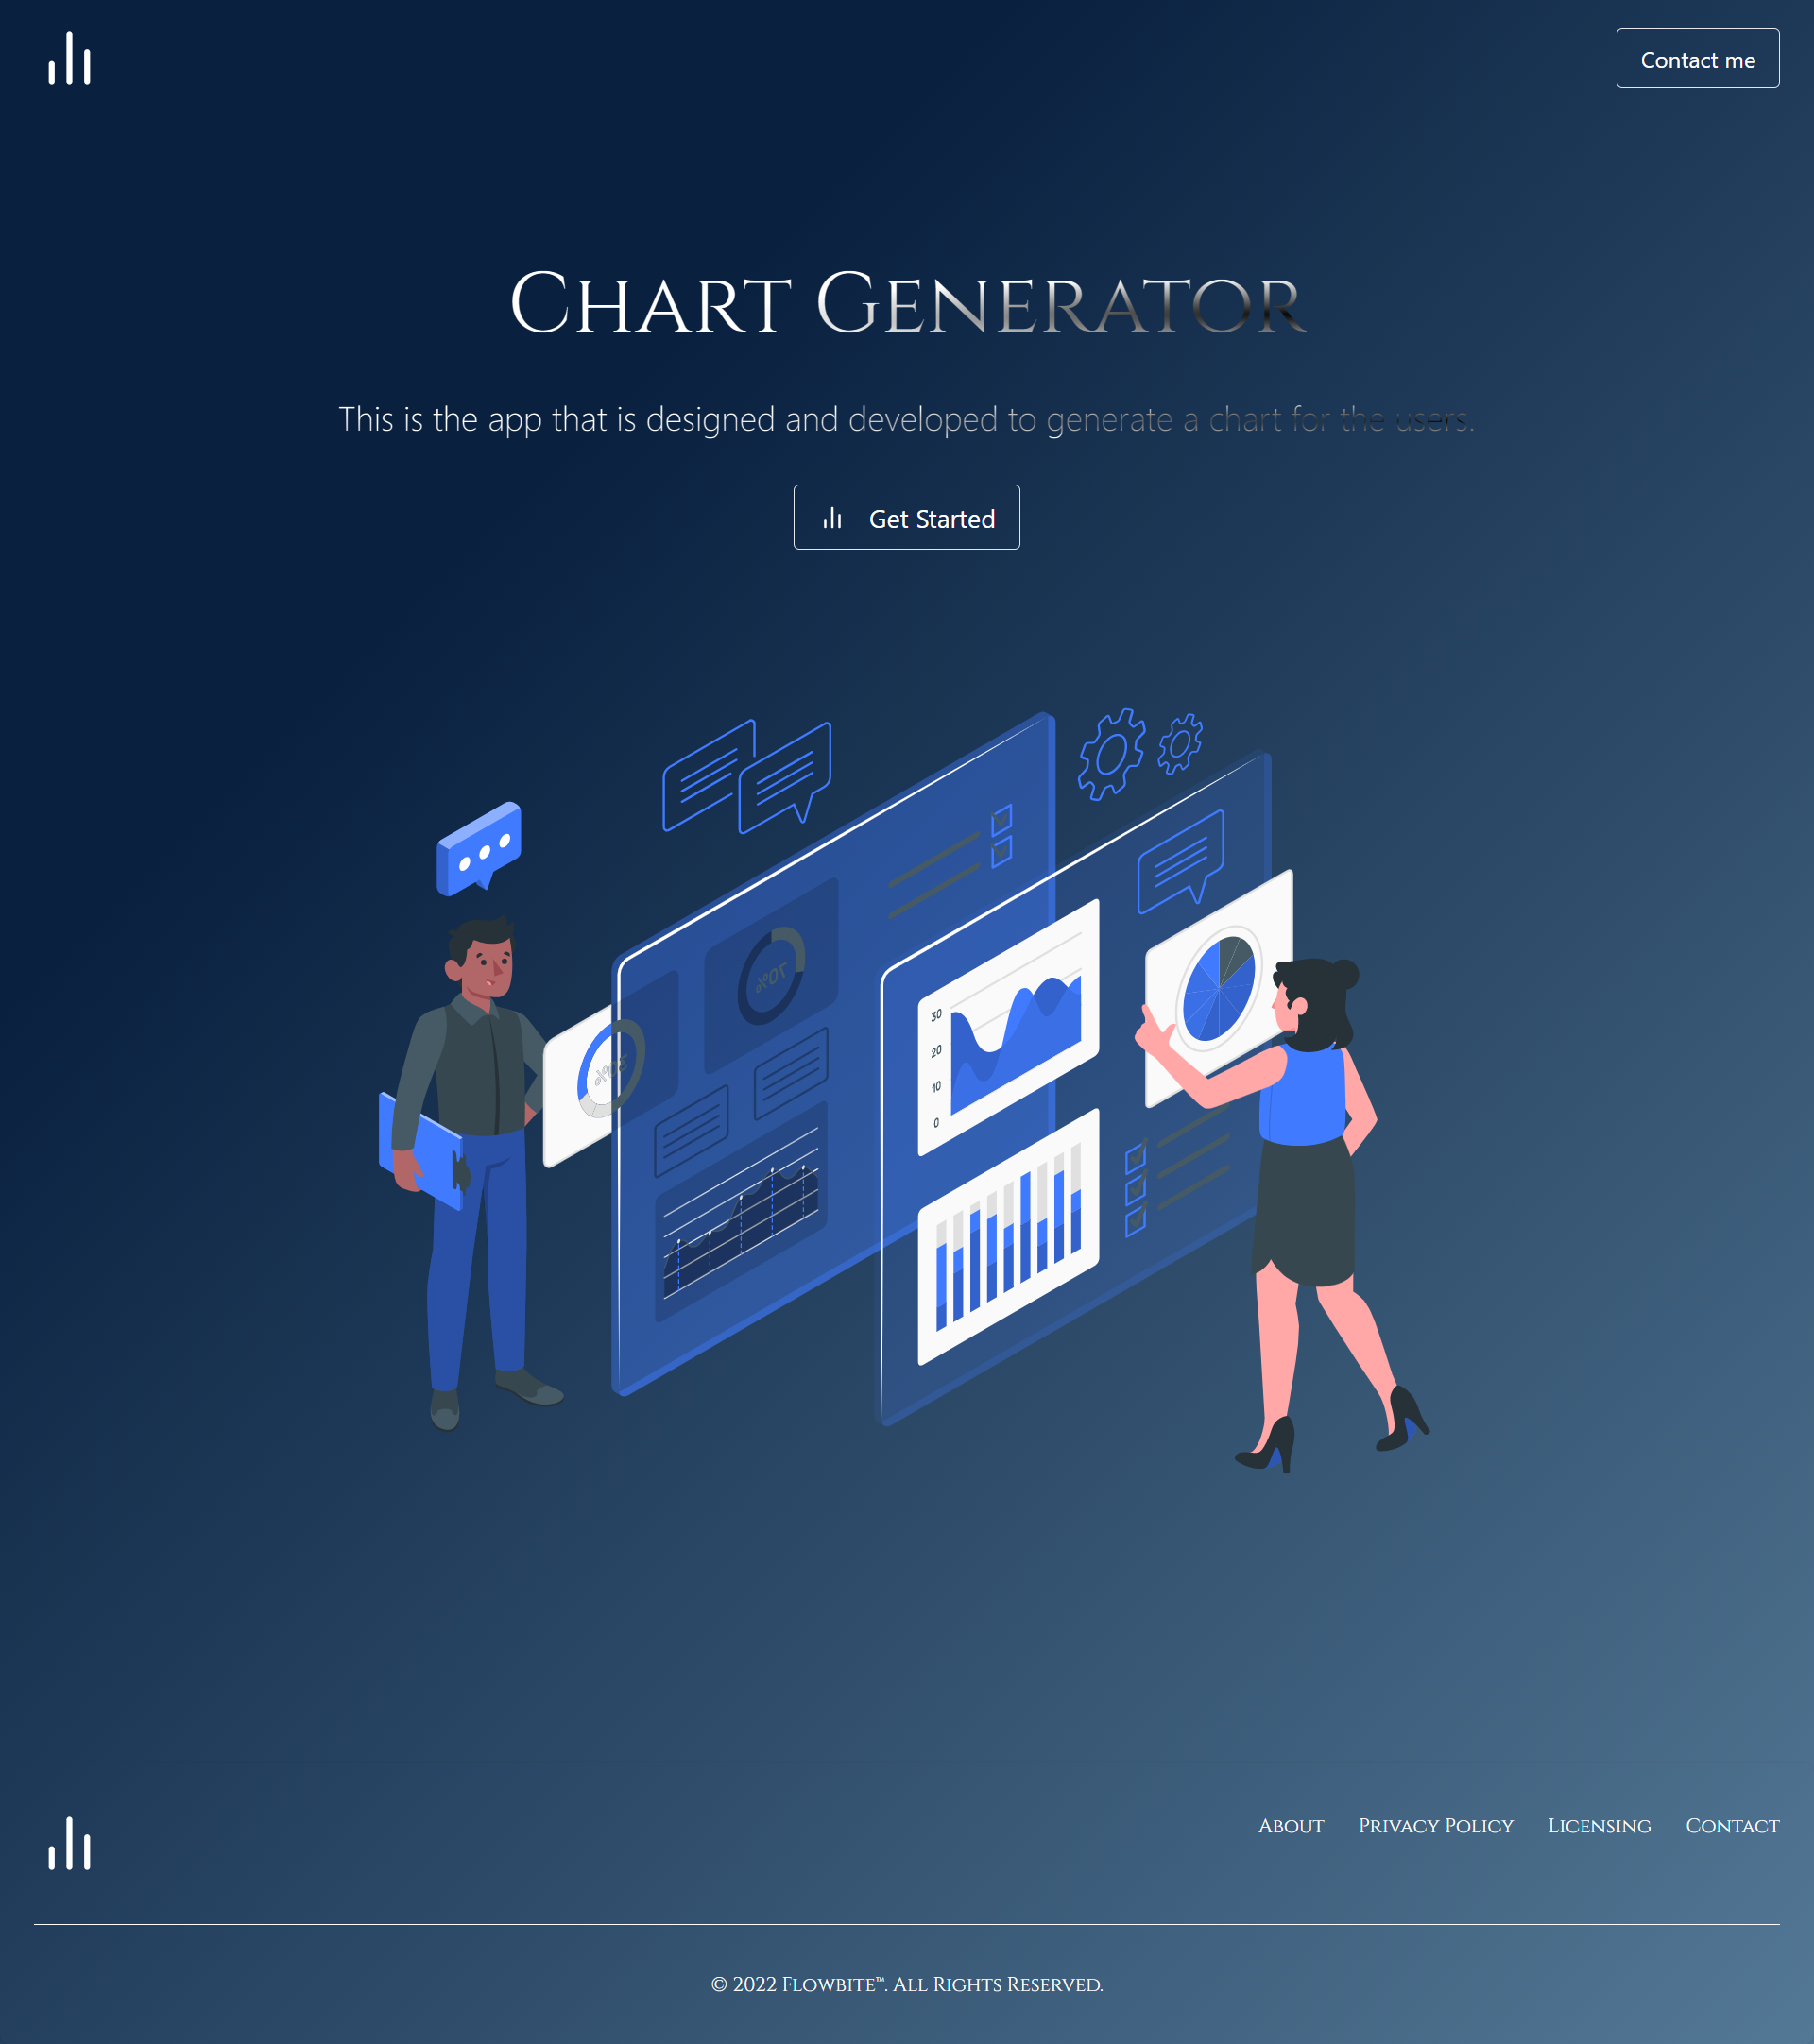 Contact me
Chart Generator
This is the app that is designed and developed to generate a chart for the users.
Get Started
30
20
10
0
About Privacy Policy Licensing Contact
© 2022 Flowbite™. All Rights Reserved.